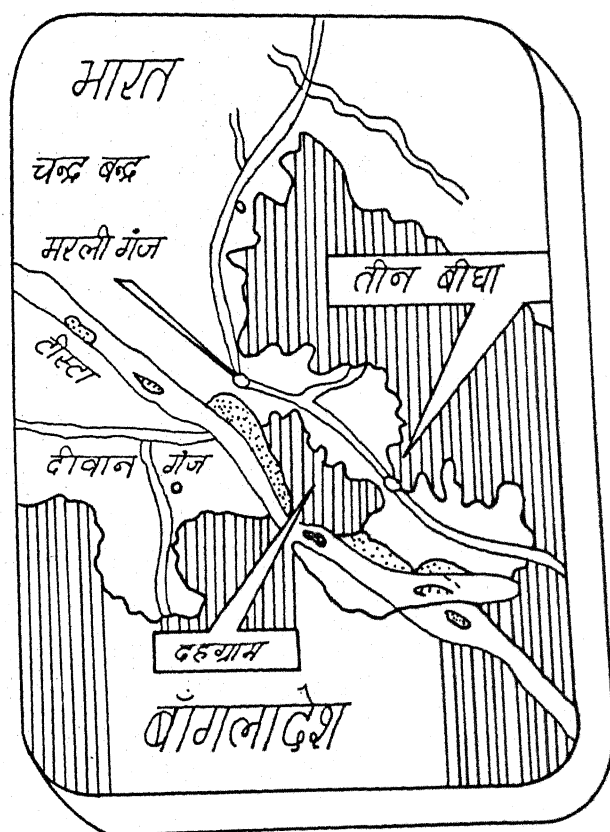 भारत
चन्द्र बन्द्र
मरली गंज
तीन बीघा
टीस्टा
दीवान गंज
दहग्राम
बाँगलादेश